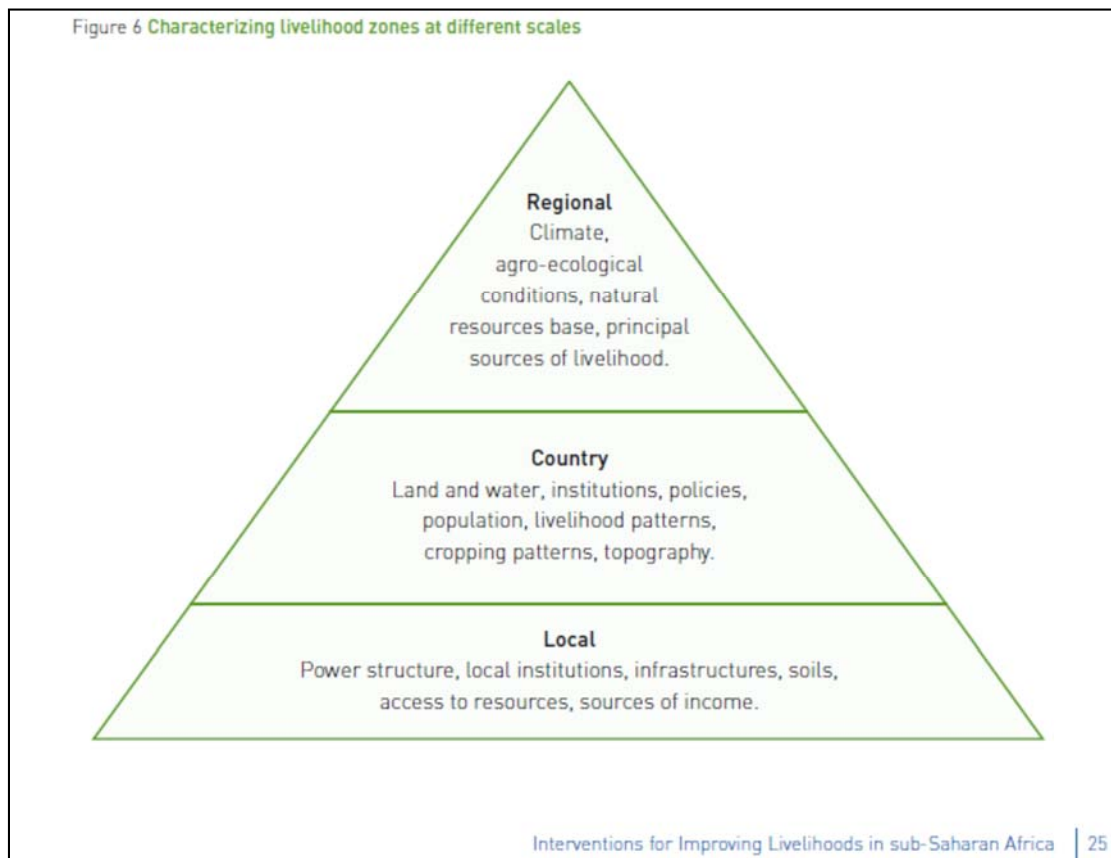 Figure 6 Characterizing livelihood zones at different scales
Regional
Climate,
agro-ecological
conditions, natural
resources base, principal
sources of livelihood.
Country
Land and water, institutions, policies,
population, livelihood patterns,
cropping patterns, topography.
Local
Power structure, local institutions, infrastructures, soils,
access to resources, sources of income.
Interventions for Improving Livelihoods in sub-Saharan Africa | 25